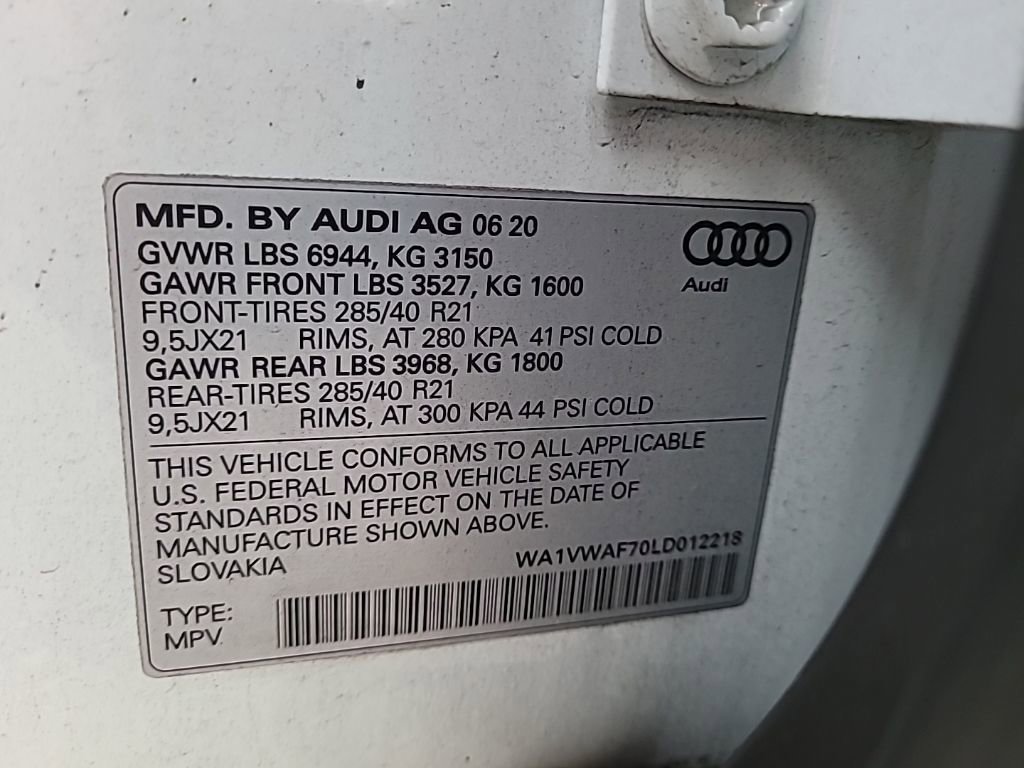 MFD. BY AUDI AG 06 20
GVWR LBS 6944, KG 3150
GAWR FRONT LBS 3527, KG 1600
FRONT-TIRES 285/40 R21
9,5JX21 RIMS, AT 280 KPA 41 PSI COLD
GAWR REAR LBS 3968, KG 1800
REAR-TIRES 285/40 R21
9,5JX21 RIMS, AT 300 KPA 44 PSI COLD
Audi
THIS VEHICLE CONFORMS TO ALL APPLICABLE
U.S. FEDERAL MOTOR VEHICLE SAFETY
STANDARDS IN EFFECT ON THE DATE OF
MANUFACTURE SHOWN ABOVE.
SLOVAKIA
WA1VWAF70LD012218
TYPE:
MPV